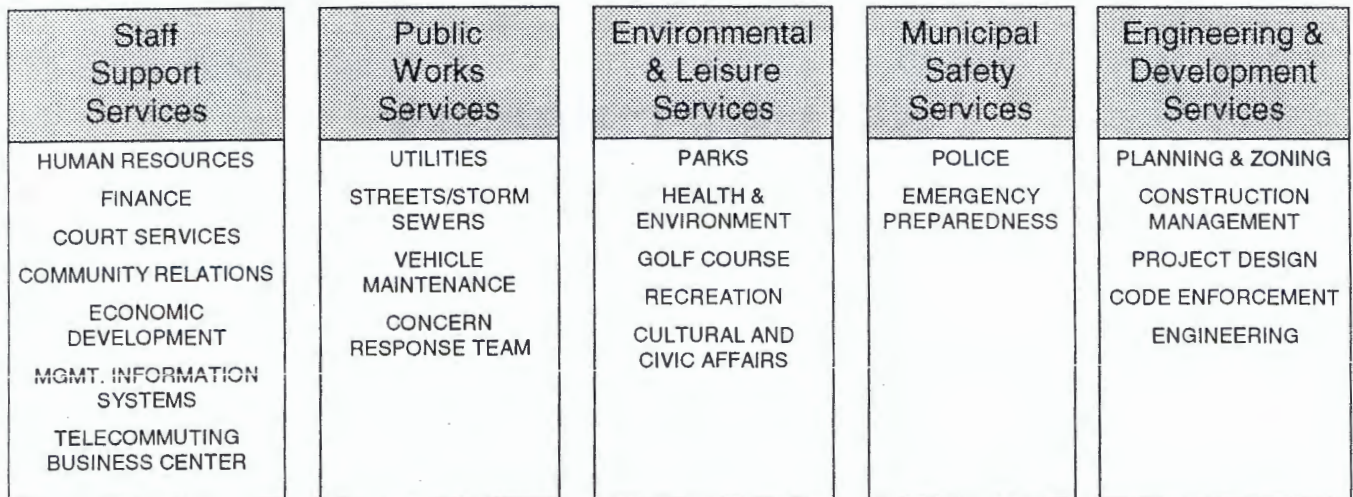 Staff
Support
Services
HUMAN RESOURCES
FINANCE
COURT SERVICES
COMMUNITY RELATIONS
ECONOMIC
DEVELOPMENT
MGMT. INFORMATION
SYSTEMS
TELECOMMUTING
BUSINESS CENTER
Public
Works
Services
UTILITIES
STREETS/STORM
SEWERS
VEHICLE
MAINTENANCE
CONCERN
RESPONSE TEAM
Environmental
& Leisure
Services
PARKS
HEALTH &
ENVIRONMENT
GOLF COURSE
RECREATION
CULTURAL AND
CIVIC AFFAIRS
Municipal
Safety
Services
POLICE
EMERGENCY
PREPAREDNESS
Engineering &
Development
Services
PLANNING & ZONING
CONSTRUCTION
MANAGEMENT
PROJECT DESIGN
CODE ENFORCEMENT
ENGINEERING